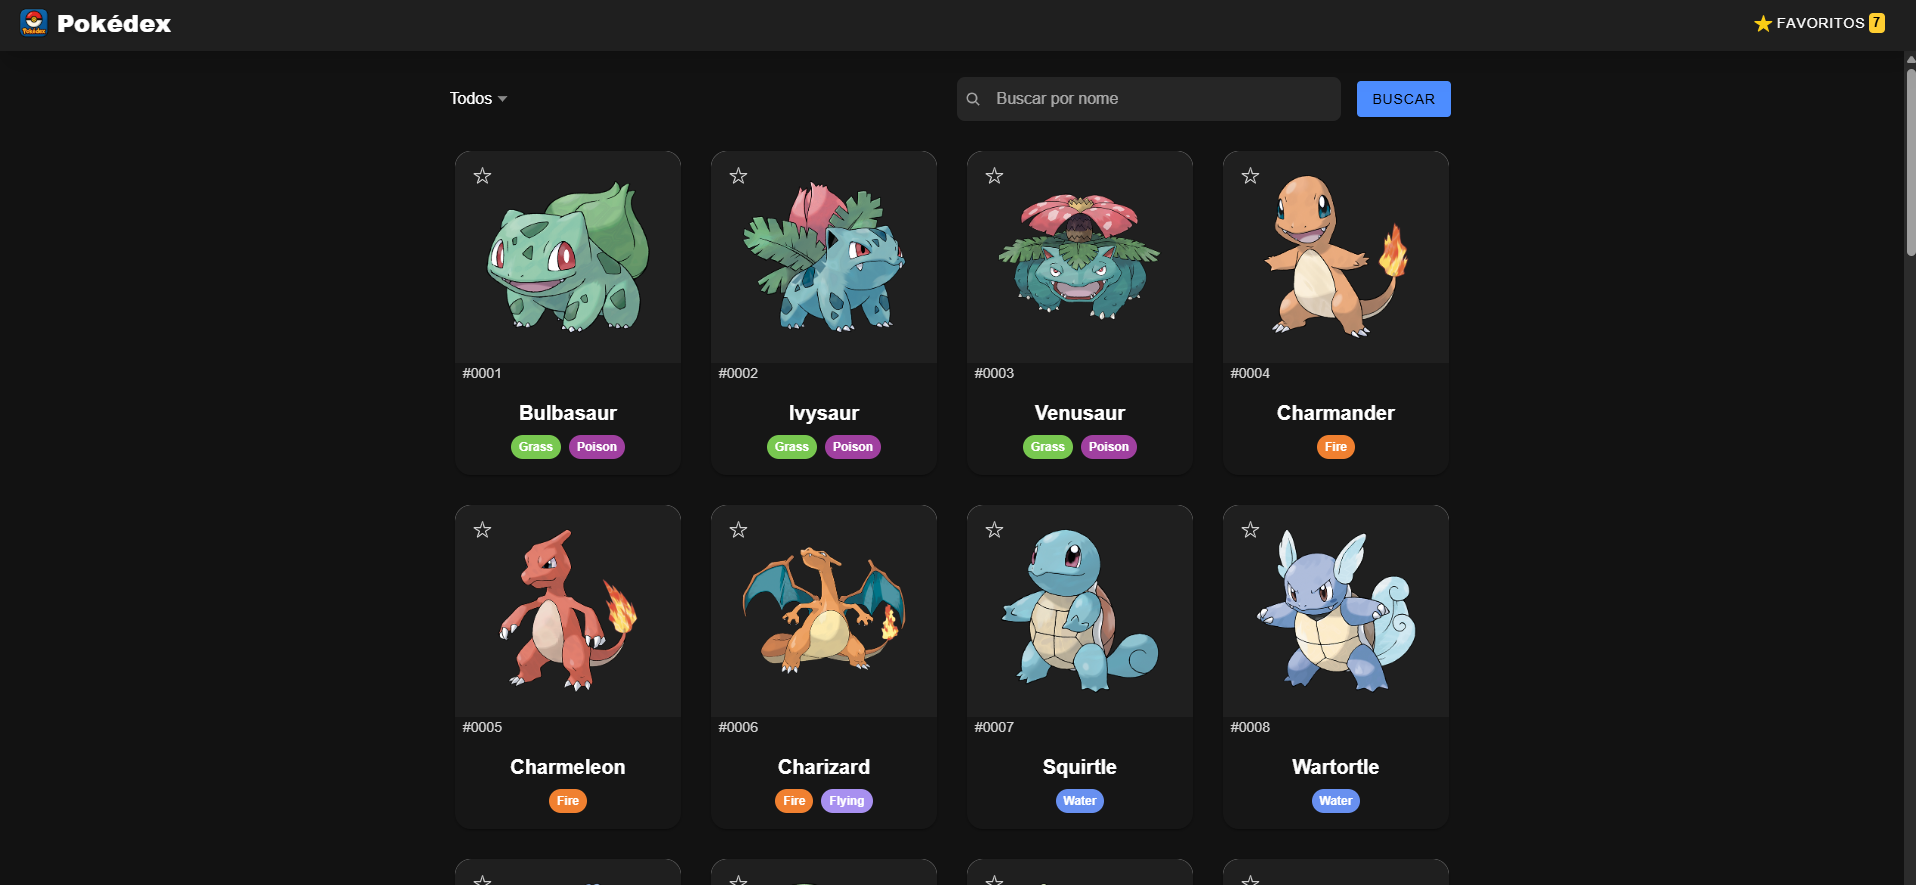 Pokédex
FAVORITOS 7
Todos
Buscar por nome
BUSCAR
#0001
Bulbasaur
Grass Poison
#0002
Ivysaur
Grass Poison
#0003
Venusaur
Grass Poison
#0004
Charmander
Fire
#0005
Charmeleon
Fire
#0006
Charizard
Fire Flying
#0007
Squirtle
Water
#0008
Wartortle
Water